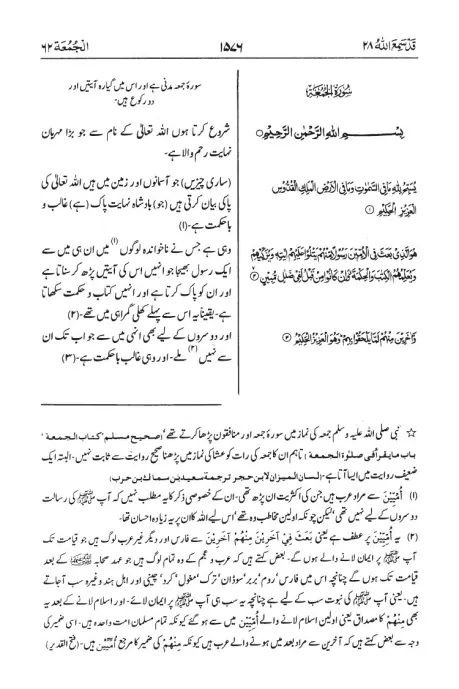 قد سمع اللہ ۲۸
۱۵۷۶
الجمعۃ ۶۲
سُوْرَةُ الْجُمُعَةِ
بِسْـــــمِ اللهِ الرَّحْمٰنِ الرَّحِيْمِ ○
يُسَبِّحُ لِلّٰهِ مَا فِي السَّمٰوٰتِ وَمَا فِي الْاَرْضِ الْمَلِكِ الْقُدُّوْسِ
الْعَزِيْزِ الْحَكِيْمِ ①
هُوَ الَّذِيْ بَعَثَ فِي الْاُمِّيّٖنَ رَسُوْلًا مِّنْهُمْ يَتْلُوْا عَلَيْهِمْ اٰيٰتِهٖ وَيُزَكِّيْهِمْ
وَيُعَلِّمُهُمُ الْكِتٰبَ وَالْحِكْمَةَ وَاِنْ كَانُوْا مِنْ قَبْلُ لَفِيْ ضَلٰلٍ مُّبِيْنٍ ②
وَّاٰخَرِيْنَ مِنْهُمْ لَمَّا يَلْحَقُوْا بِهِمْ وَهُوَ الْعَزِيْزُ الْحَكِيْمُ ③
سورۂ جمعہ مدنی ہے اور اس میں گیارہ آیتیں اور
دو رکوع ہیں۔
شروع کرتا ہوں اللہ تعالیٰ کے نام سے جو بڑا مہربان
نہایت رحم والا ہے۔
(ساری چیزیں) جو آسمانوں اور زمین میں ہیں اللہ تعالیٰ کی
پاکی بیان کرتی ہیں (جو) بادشاہ نہایت پاک (ہے) غالب و
باحکمت ہے۔(۱)
وہی ہے جس نے ناخواندہ لوگوں(۱) میں ان ہی میں سے
ایک رسول بھیجا جو انہیں اس کی آیتیں پڑھ کر سناتا ہے
اور ان کو پاک کرتا ہے اور انہیں کتاب و حکمت سکھاتا
ہے۔ یقیناً یہ اس سے پہلے کھلی گمراہی میں تھے۔(۲)
اور دوسروں کے لیے بھی انہی میں سے جو اب تک ان
سے نہیں(۲) ملے۔ اور وہی غالب باحکمت ہے۔(۳)
☆ نبی صلی اللہ علیہ وسلم جمعہ کی نماز میں سورۂ جمعہ اور منافقون پڑھا کرتے تھے‘ (صحیح مسلم‘ کتاب الجمعة‘
باب ما یقرأ فی صلوٰة الجمعة) تاہم ان کا جمعہ کی رات کو عشا کی نماز میں پڑھنا صحیح روایت سے ثابت نہیں۔ البتہ ایک
ضعیف روایت میں ایسا آتا ہے۔(لسان المیزان لابن حجر ترجمة سعید بن سماک بن حرب)
(۱) اُمِّيِّينَ سے مراد عرب ہیں جن کی اکثریت ان پڑھ تھی۔ ان کے خصوصی ذکر کا یہ مطلب نہیں کہ آپ ﷺ کی رسالت
دوسروں کے لیے نہیں تھی‘ لیکن چونکہ اولین مخاطب وہ تھے‘ اس لیے اللہ کا ان پر یہ زیادہ احسان تھا۔
(۲) یہ اُمِّيِّينَ پر عطف ہے یعنی بَعَثَ فِيْ آخَرِيْنَ مِنْهُمْ آخَرِيْنَ سے فارس اور دیگر غیر عرب لوگ ہیں جو قیامت تک
آپ ﷺ پر ایمان لانے والے ہوں گے۔ بعض کہتے ہیں کہ عرب و عجم کے وہ تمام لوگ ہیں جو عہد صحابہ کے بعد
قیامت تک ہوں گے چنانچہ اس میں فارس‘ روم‘ بربر‘ سوڈان‘ ترک‘ مغول‘ کرد‘ چینی اور اہل ہند وغیرہ سب آ جاتے
ہیں۔ یعنی آپ ﷺ کی نبوت سب کے لیے ہے چنانچہ یہ سب ہی آپ ﷺ پر ایمان لائے۔ اور اسلام لانے کے بعد یہ
بھی مِنْهُمْ کا مصداق یعنی اولین اسلام لانے والے اُمِّيِّينَ میں سے ہو گئے کیونکہ تمام مسلمان امت واحدہ ہیں۔ اسی ضمیر کی
وجہ سے بعض کہتے ہیں کہ آخرین سے مراد بعد میں ہونے والے عرب ہیں کیونکہ مِنْهُمْ کی ضمیر کا مرجع اُمِّيِّينَ ہیں۔ (فتح القدیر)